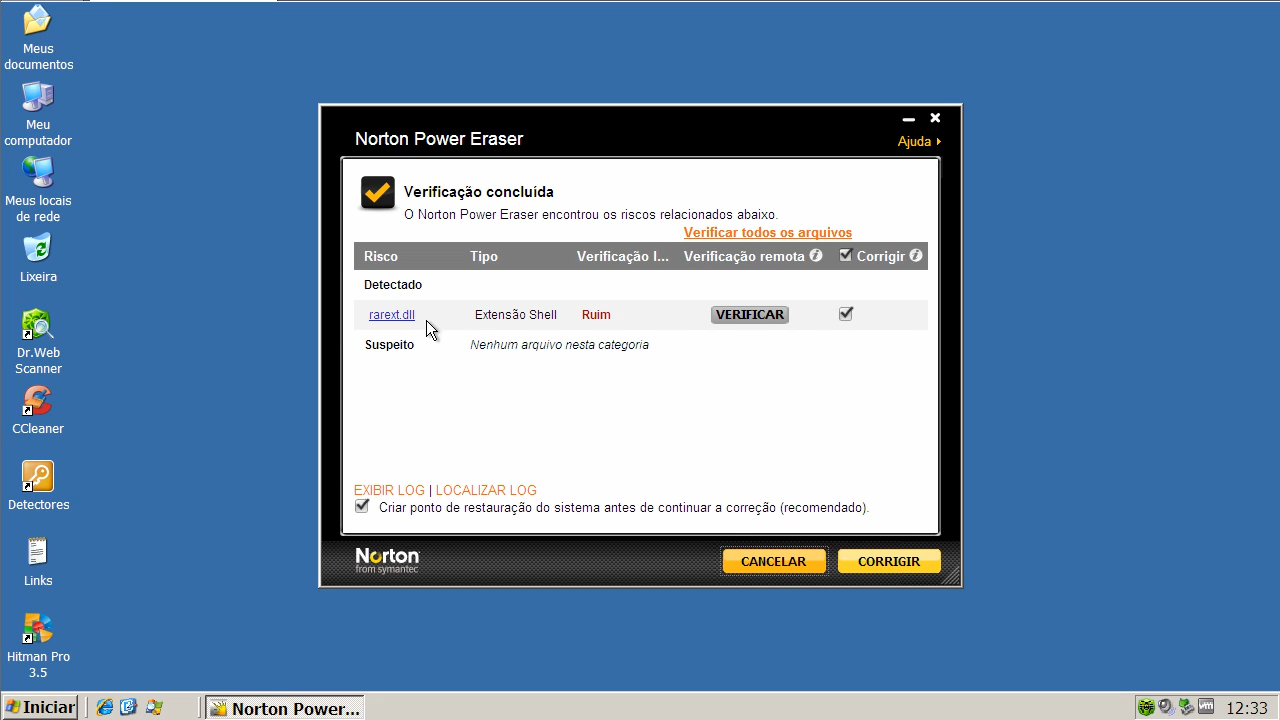 Meus
documentos
Meu
computador
Meus locais
de rede
Lixeira
Dr.Web
Scanner
CCleaner
Detectores
Links
Hitman Pro
3.5
Norton Power Eraser
Ajuda
Verificação concluída
O Norton Power Eraser encontrou os riscos relacionados abaixo.
Verificar todos os arquivos
Risco Tipo Verificação l... Verificação remota i Corrigir i
Detectado
rarext.dll Extensão Shell Ruim VERIFICAR
Suspeito Nenhum arquivo nesta categoria
EXIBIR LOG | LOCALIZAR LOG
Criar ponto de restauração do sistema antes de continuar a correção (recomendado).
Norton
from symantec
CANCELAR CORRIGIR
Iniciar Norton Power... vm 12:33